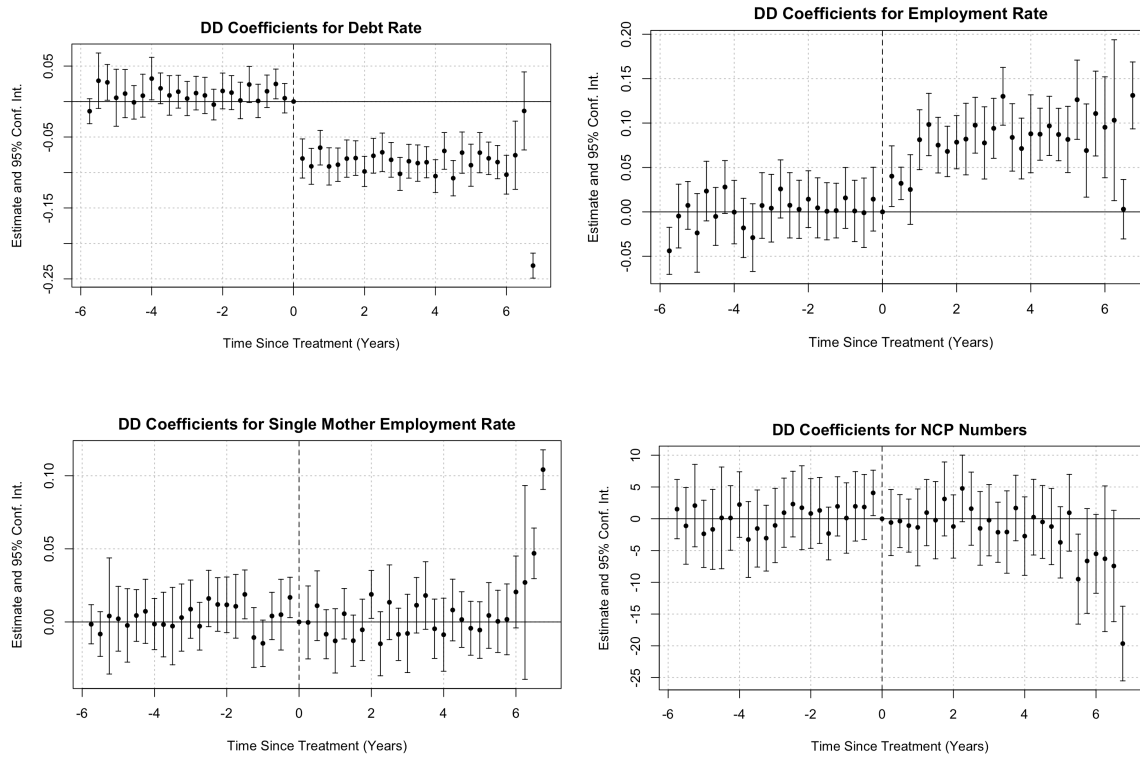 DD Coefficients for Debt Rate
Estimate and 95% Conf. Int.
0.05
-0.05
-0.15
-0.25
-6 -4 -2 0 2 4 6
Time Since Treatment (Years)
DD Coefficients for Employment Rate
Estimate and 95% Conf. Int.
0.20
0.15
0.10
0.05
0.00
-0.05
-6 -4 -2 0 2 4 6
Time Since Treatment (Years)
DD Coefficients for Single Mother Employment Rate
Estimate and 95% Conf. Int.
0.10
0.05
0.00
-6 -4 -2 0 2 4 6
Time Since Treatment (Years)
DD Coefficients for NCP Numbers
Estimate and 95% Conf. Int.
10
5
0
-5
-10
-15
-20
-25
-6 -4 -2 0 2 4 6
Time Since Treatment (Years)